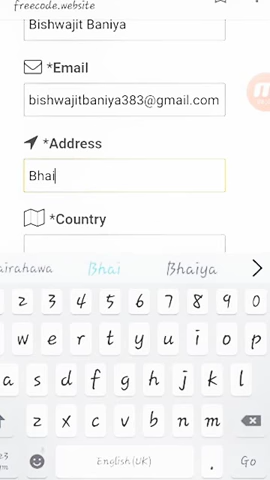 freecode.website
Bishwajit Baniya
*Email
bishwajitbaniya383@gmail.com
*Address
Bhai
*Country
airahawa Bhai Bhaiya
2 3 4 5 6 7 8 9 0
w e r t y u i o p
a s d f g h j k l
z x c v b n m
English (UK) . Go